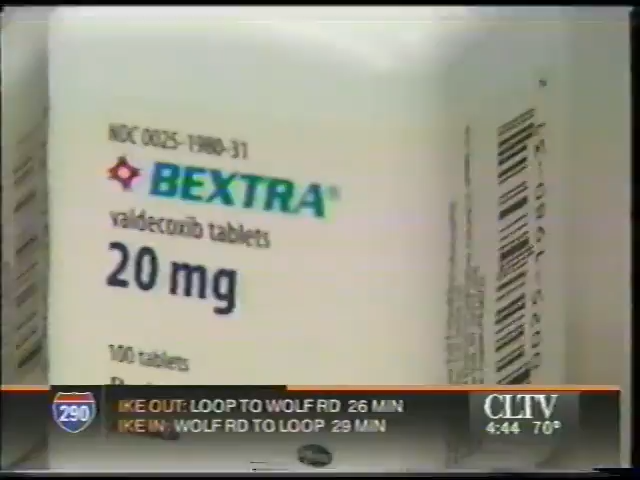 NDC 0025-1980-31
BEXTRA®
valdecoxib tablets
20 mg
100 tablets
290
IKE OUT: LOOP TO WOLF RD 26 MIN
IKE IN: WOLF RD TO LOOP 29 MIN
CLTV
4:44 70°